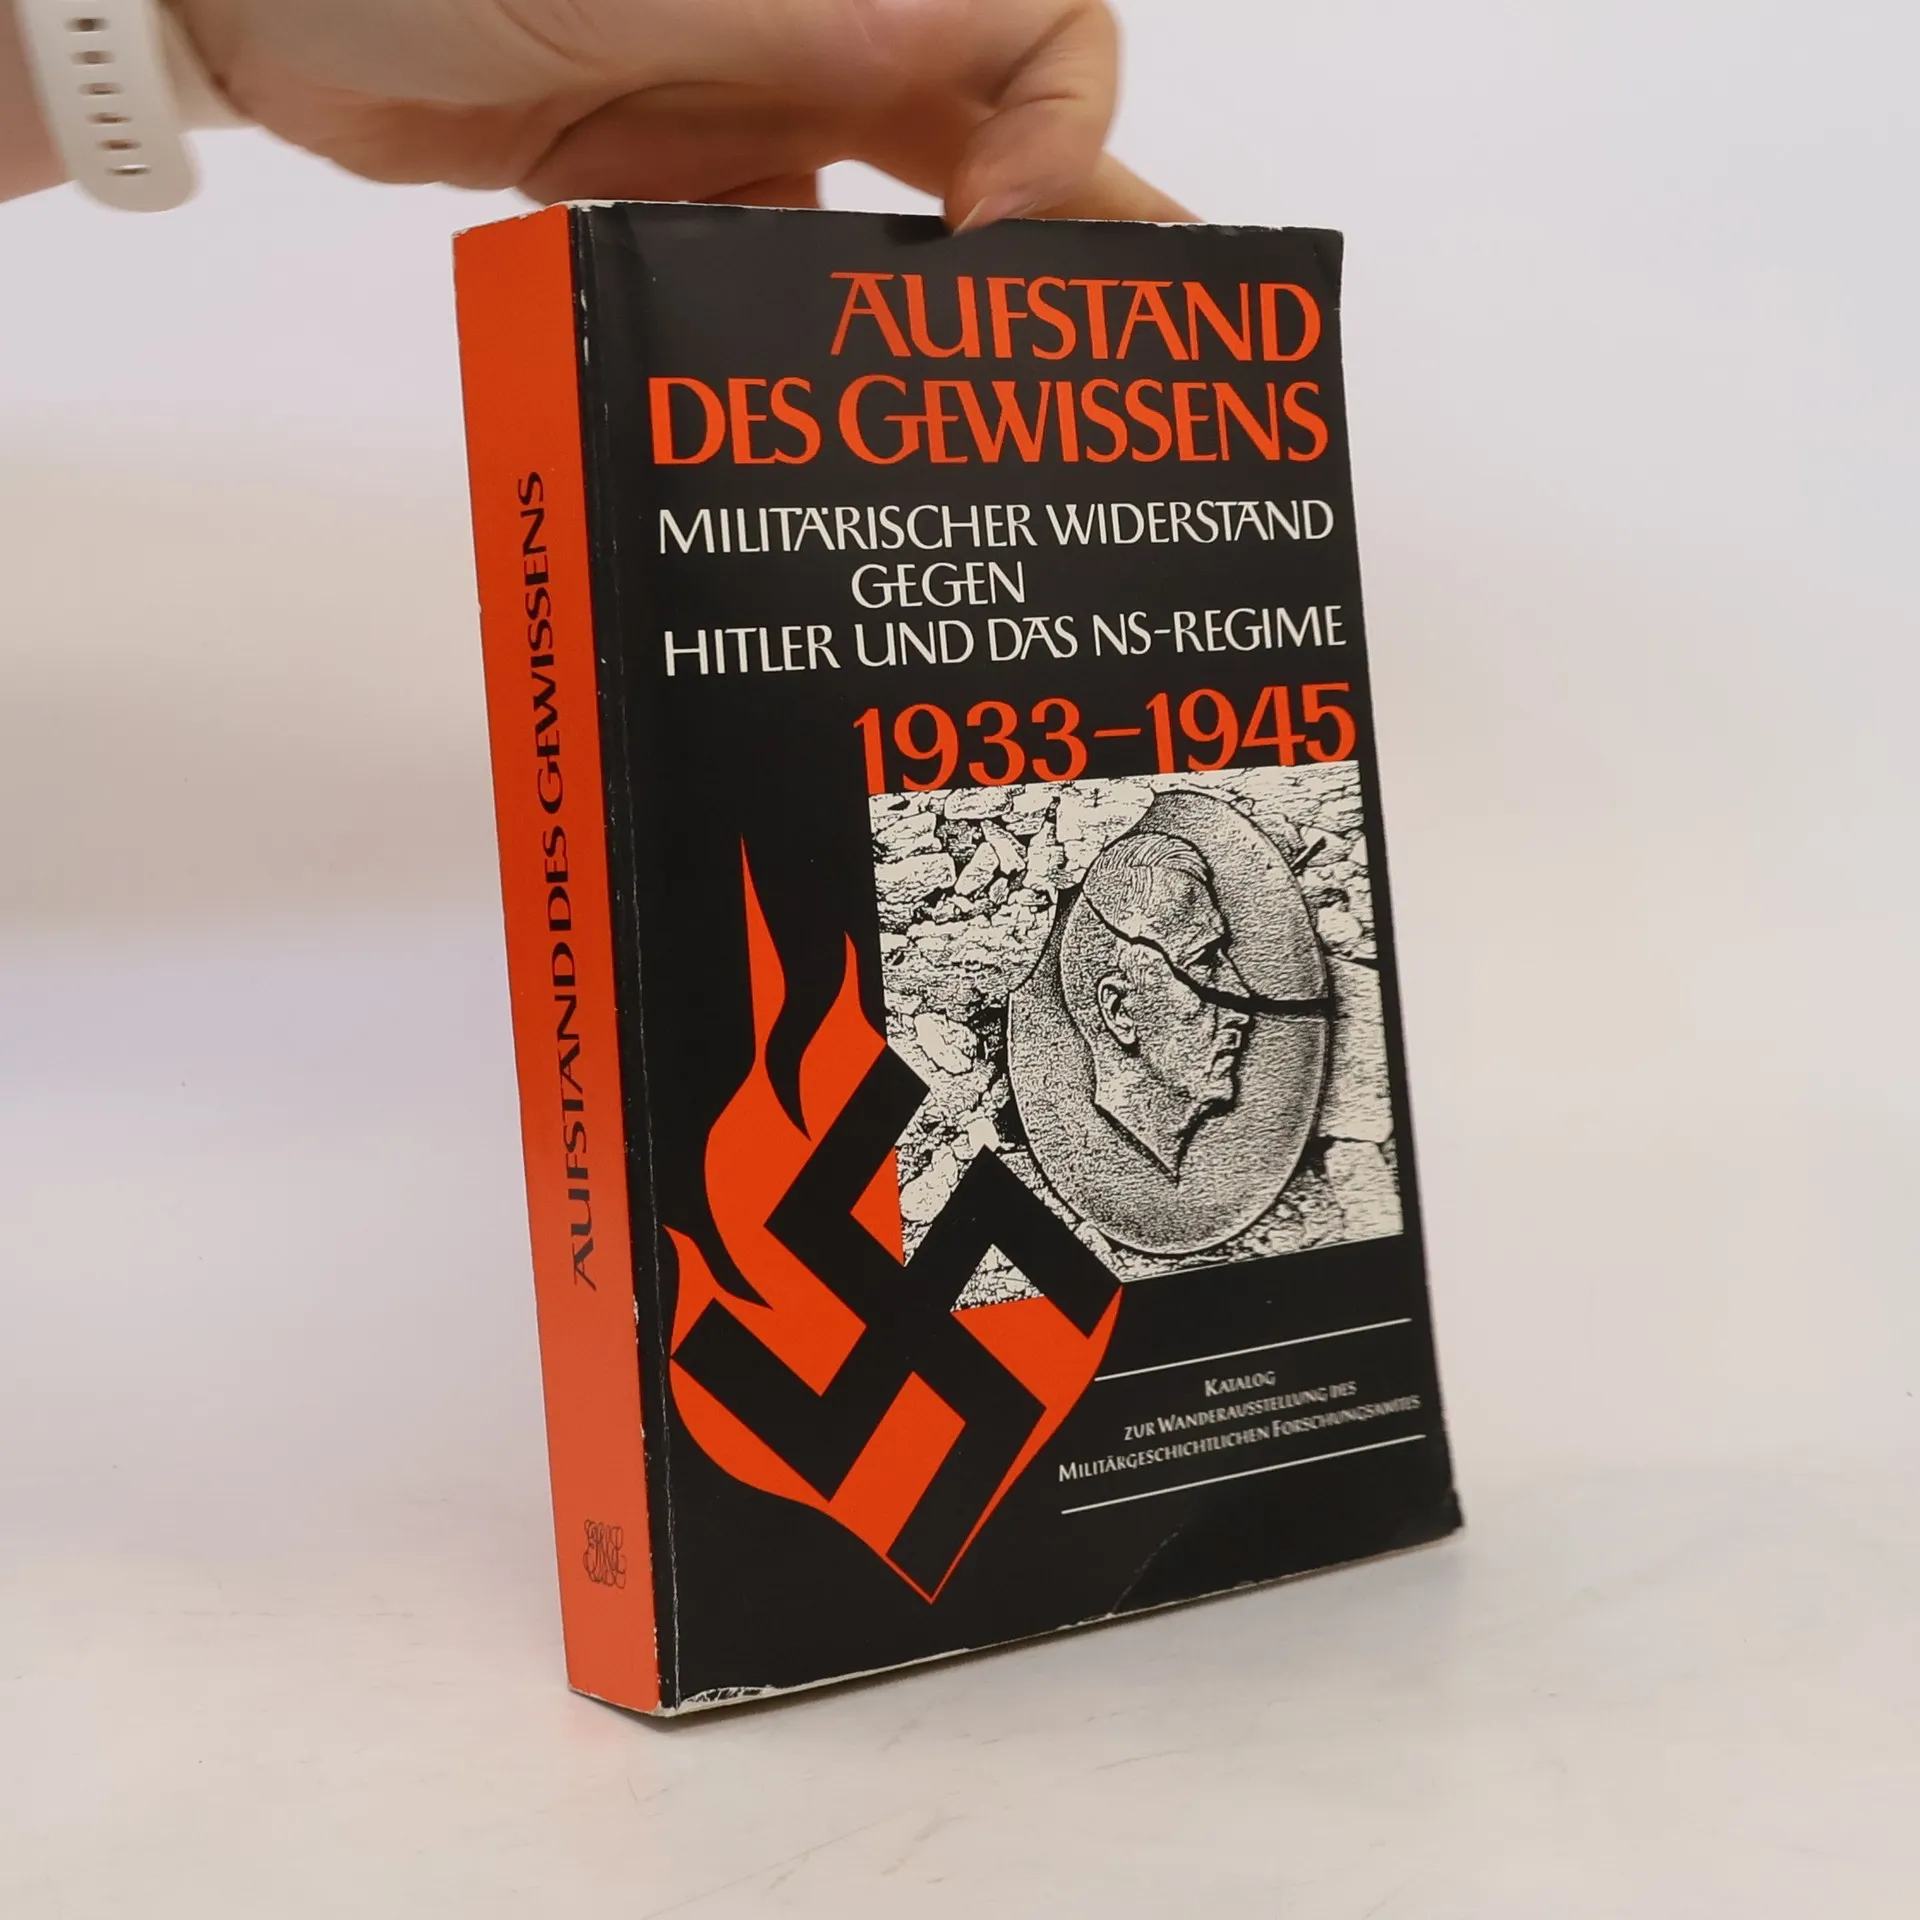 AUFSTAND
DES GEWISSENS
MILITÄRISCHER WIDERSTAND
GEGEN
HITLER UND DAS NS-REGIME
1933-1945
KATALOG
ZUR WANDERAUSSTELLUNG DES
MILITÄRGESCHICHTLICHEN FORSCHUNGSAMTES
AUFSTAND DES GEWISSENS